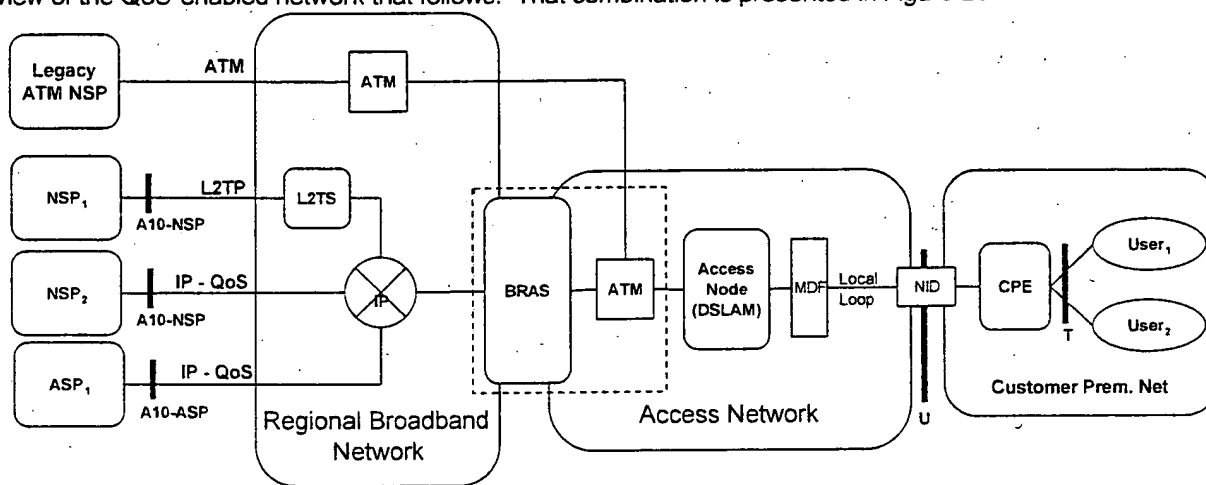 view of the QoS-enabled network that follows. That combination is presented in Figure
Legacy
ATM NSP
ATM
ATM
NSP1
L2TP
A10-NSP
L2TS
NSP2
IP - QoS
A10-NSP
IP
ASP1
IP - QoS
A10-ASP
Regional Broadband
Network
BRAS
ATM
Access
Node
(DSLAM)
MDF
Local
Loop
Access Network
NID
U
CPE
T
User1
User2
Customer Prem. Net